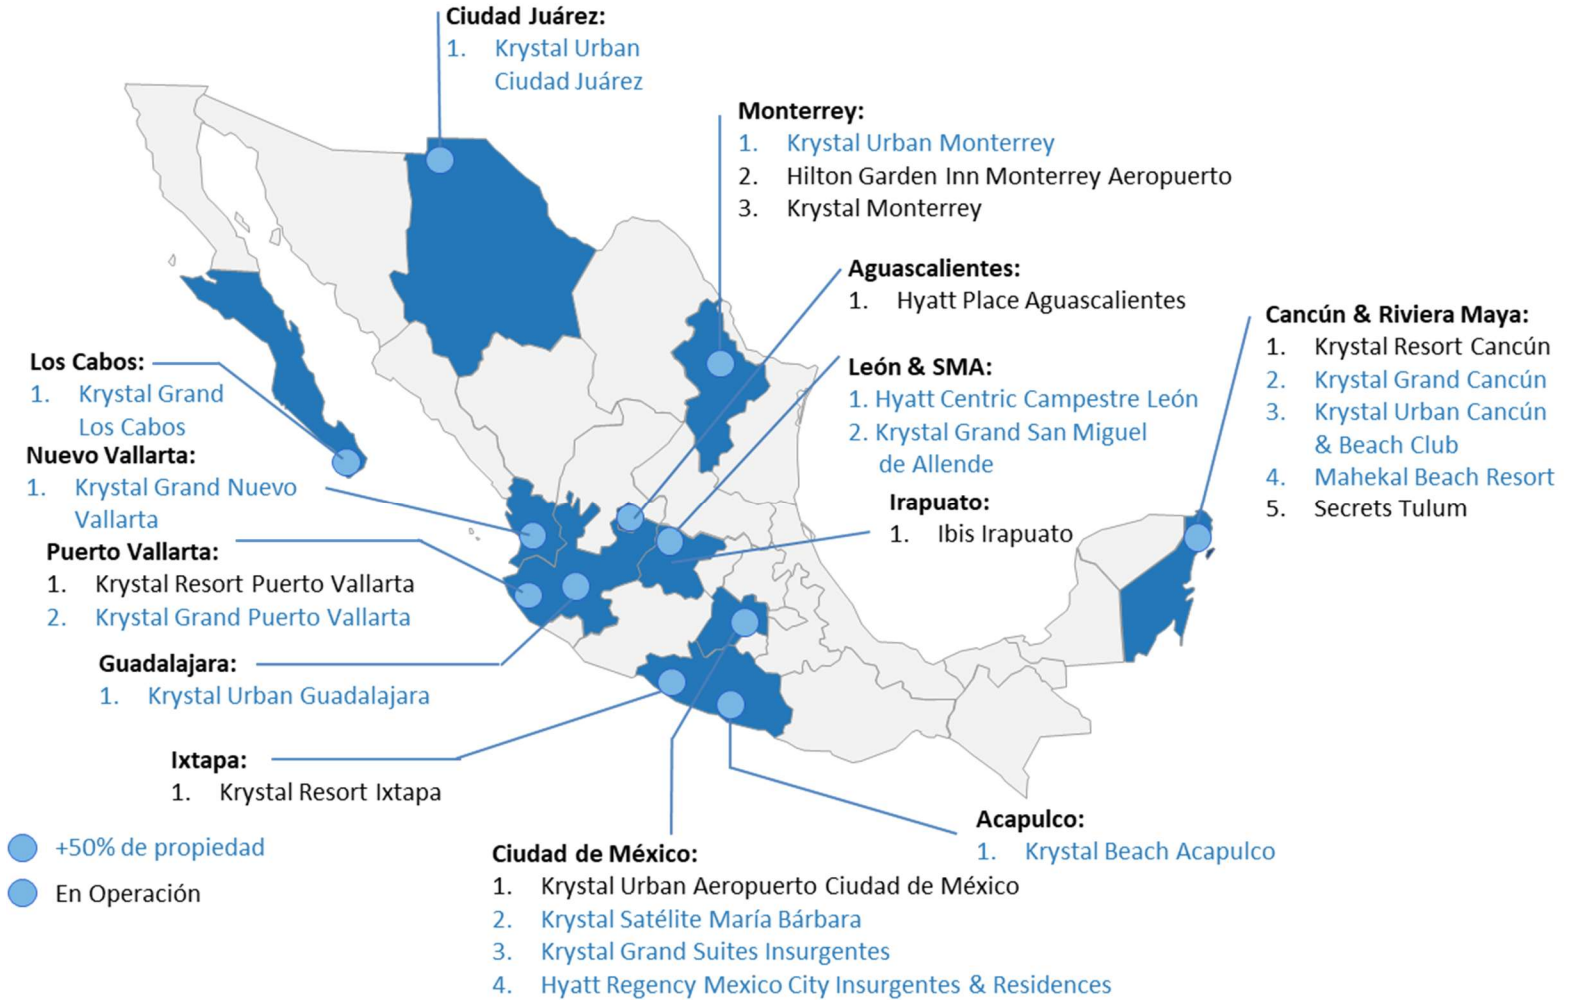 Ciudad Juárez:
1. Krystal Urban
Ciudad Juárez
Monterrey:
1. Krystal Urban Monterrey
2. Hilton Garden Inn Monterrey Aeropuerto
3. Krystal Monterrey
Aguascalientes:
1. Hyatt Place Aguascalientes
León & SMA:
1. Hyatt Centric Campestre León
2. Krystal Grand San Miguel
de Allende
Irapuato:
1. Ibis Irapuato
Cancún & Riviera Maya:
1. Krystal Resort Cancún
2. Krystal Grand Cancún
3. Krystal Urban Cancún
& Beach Club
4. Mahekal Beach Resort
5. Secrets Tulum
Los Cabos:
1. Krystal Grand
Los Cabos
Nuevo Vallarta:
1. Krystal Grand Nuevo
Vallarta
Puerto Vallarta:
1. Krystal Resort Puerto Vallarta
2. Krystal Grand Puerto Vallarta
Guadalajara:
1. Krystal Urban Guadalajara
Ixtapa:
1. Krystal Resort Ixtapa
+50% de propiedad
En Operación
Ciudad de México:
1. Krystal Urban Aeropuerto Ciudad de México
2. Krystal Satélite María Bárbara
3. Krystal Grand Suites Insurgentes
4. Hyatt Regency Mexico City Insurgentes & Residences
Acapulco:
1. Krystal Beach Acapulco